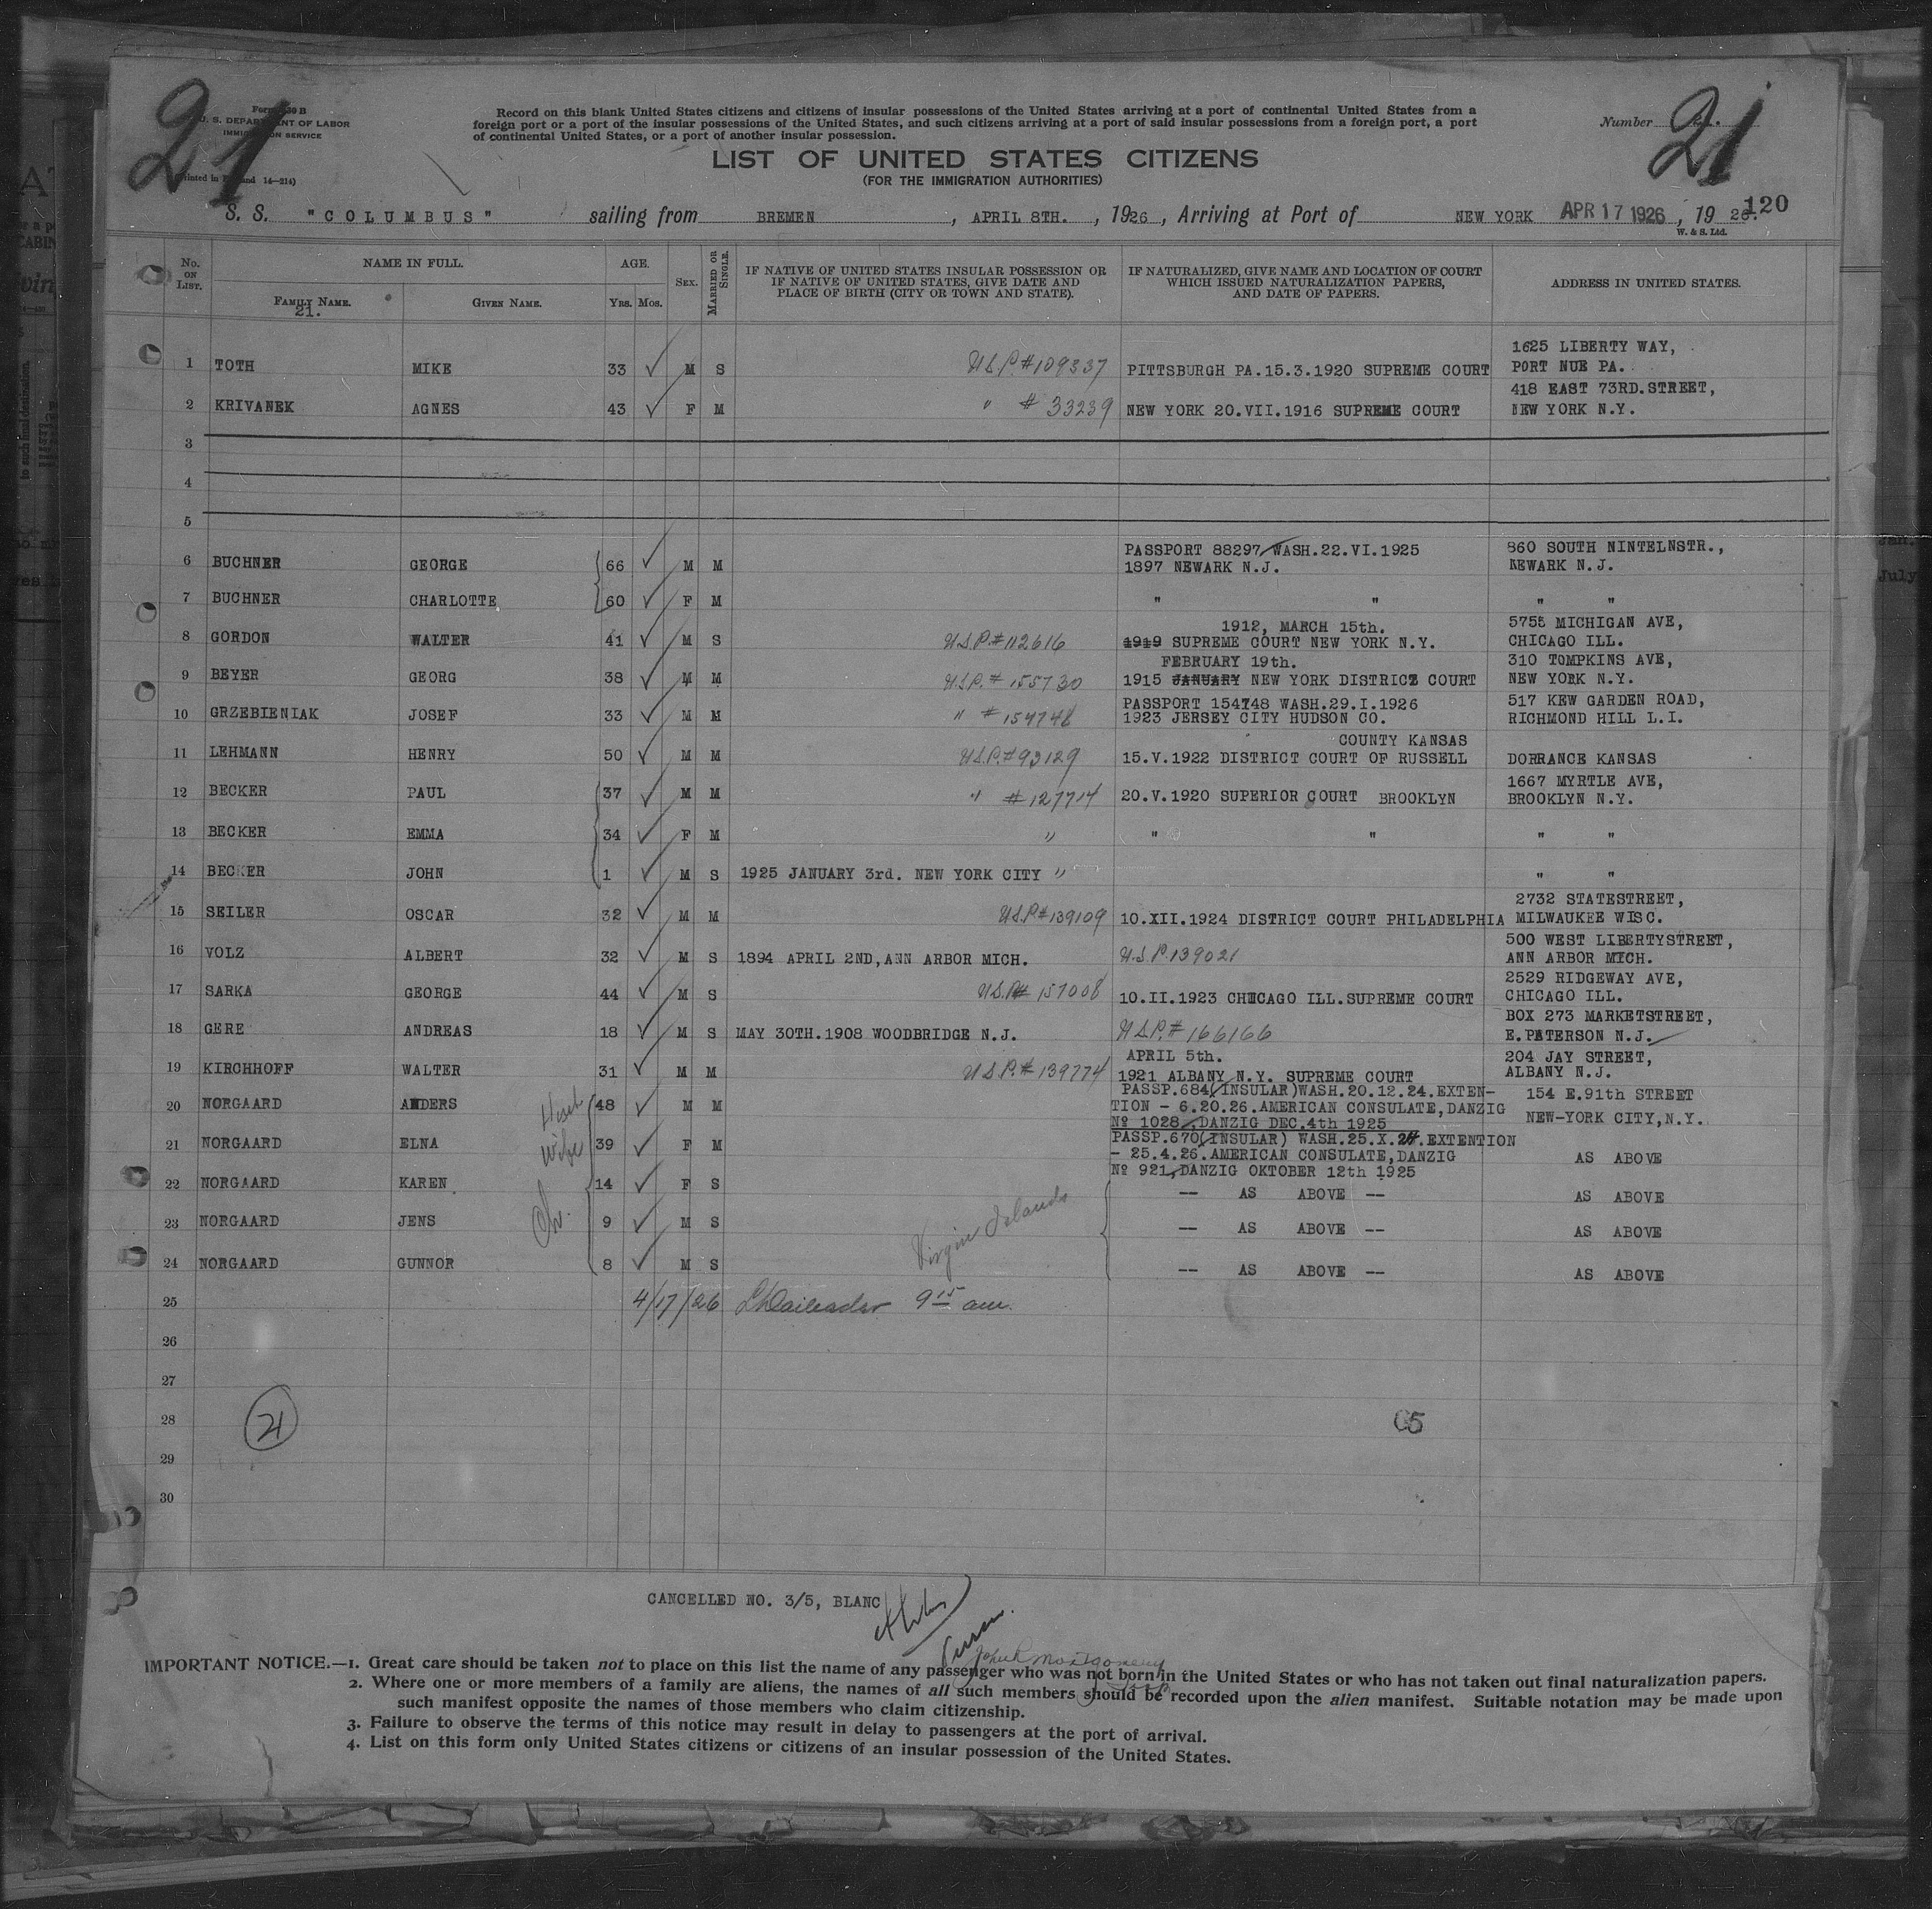 21
U. S. DEPARTMENT OF LABOR
IMMIGRATION SERVICE
Record on this blank United States citizens and citizens of insular possessions of the United States arriving at a port of continental United States from a
foreign port or a port of the insular possessions of the United States, and such citizens arriving at a port of said insular possessions from a foreign port, a port
of continental United States, or a port of another insular possession.
Number 21
LIST OF UNITED STATES CITIZENS
(FOR THE IMMIGRATION AUTHORITIES)
S. S. "COLUMBUS" sailing from BREMEN, APRIL 8TH., 1926, Arriving at Port of NEW YORK APR 17 1926, 1926. 120
W. & S. Ltd.
No. ON LIST. NAME IN FULL. AGE. SEX. MARRIED OR SINGLE. IF NATIVE OF UNITED STATES INSULAR POSSESSION OR IF NATIVE OF UNITED STATES, GIVE DATE AND PLACE OF BIRTH (CITY OR TOWN AND STATE). IF NATURALIZED, GIVE NAME AND LOCATION OF COURT WHICH ISSUED NATURALIZATION PAPERS, AND DATE OF PAPERS. ADDRESS IN UNITED STATES.
FAMILY NAME. GIVEN NAME. YRS. MOS.
21.
1 TOTH MIKE 33 M S U.S.P.#109337 PITTSBURGH PA.15.3.1920 SUPREME COURT 1625 LIBERTY WAY, PORT NUE PA.
2 KRIVANEK AGNES 43 F M " # 33239 NEW YORK 20.VII.1916 SUPREME COURT 418 EAST 73RD.STREET, NEW YORK N.Y.
3
4
5
6 BUCHNER GEORGE 66 M M PASSPORT 88297 WASH.22.VI.1925 1897 NEWARK N.J. 860 SOUTH NINTELNSTR., NEWARK N.J.
7 BUCHNER CHARLOTTE 60 F M " " " "
8 GORDON WALTER 41 M S U.S.P.#112616 1912, MARCH 15th. 1919 SUPREME COURT NEW YORK N.Y. 5755 MICHIGAN AVE, CHICAGO ILL.
9 BEYER GEORG 38 M M U.S.P.# 155730 FEBRUARY 19th. 1915 JANUARY NEW YORK DISTRICT COURT 310 TOMPKINS AVE, NEW YORK N.Y.
10 GRZEBIENIAK JOSEF 33 M M " # 154748 PASSPORT 154748 WASH.29.I.1926 1923 JERSEY CITY HUDSON CO. 517 KEW GARDEN ROAD, RICHMOND HILL L.I.
11 LEHMANN HENRY 50 M M U.S.P.#93129 COUNTY KANSAS 15.V.1922 DISTRICT COURT OF RUSSELL DORRANCE KANSAS
12 BECKER PAUL 37 M M " #127714 20.V.1920 SUPERIOR COURT BROOKLYN 1667 MYRTLE AVE, BROOKLYN N.Y.
13 BECKER EMMA 34 F M " " " " "
14 BECKER JOHN 1 M S 1925 JANUARY 3rd. NEW YORK CITY " " "
15 SEILER OSCAR 32 M M U.S.P.#139109 10.XII.1924 DISTRICT COURT PHILADELPHIA 2732 STATESTREET, MILWAUKEE WISC.
16 VOLZ ALBERT 32 M S 1894 APRIL 2ND, ANN ARBOR MICH. U.S.P.139021 500 WEST LIBERTYSTREET, ANN ARBOR MICH.
17 SARKA GEORGE 44 M S U.S.P.# 157008 10.II.1923 CHICAGO ILL.SUPREME COURT 2529 RIDGEWAY AVE, CHICAGO ILL.
18 GERE ANDREAS 18 M S MAY 30TH.1908 WOODBRIDGE N.J. U.S.P.# 166166 BOX 273 MARKETSTREET, E.PATERSON N.J.
19 KIRCHHOFF WALTER 31 M M U.S.P.# 139774 APRIL 5th. 1921 ALBANY N.Y. SUPREME COURT 204 JAY STREET, ALBANY N.J.
20 NORGAARD ANDERS 48 M M PASSP.684(INSULAR)WASH.20.12.24.EXTEN-TION - 6.20.26.AMERICAN CONSULATE, DANZIG Nº 1028, DANZIG DEC.4th 1925 154 E.91th STREET NEW-YORK CITY, N.Y.
21 NORGAARD ELNA wife 39 F M PASSP.670(INSULAR) WASH.25.X.24.EXTENTION - 25.4.26.AMERICAN CONSULATE, DANZIG Nº 921, DANZIG OKTOBER 12th 1925 AS ABOVE
22 NORGAARD KAREN 14 F S -- AS ABOVE -- AS ABOVE
23 NORGAARD JENS Ch. 9 M S Virgin Islands -- AS ABOVE -- AS ABOVE
24 NORGAARD GUNNOR 8 M S -- AS ABOVE -- AS ABOVE
25 4/17/26 9 15 am.
26
27
28 21 5
29
30
CANCELLED NO. 3/5, BLANC
John R Montgomery
IMPORTANT NOTICE.—1. Great care should be taken not to place on this list the name of any passenger who was not born in the United States or who has not taken out final naturalization papers.
2. Where one or more members of a family are aliens, the names of all such members should be recorded upon the alien manifest. Suitable notation may be made upon
such manifest opposite the names of those members who claim citizenship.
3. Failure to observe the terms of this notice may result in delay to passengers at the port of arrival.
4. List on this form only United States citizens or citizens of an insular possession of the United States.